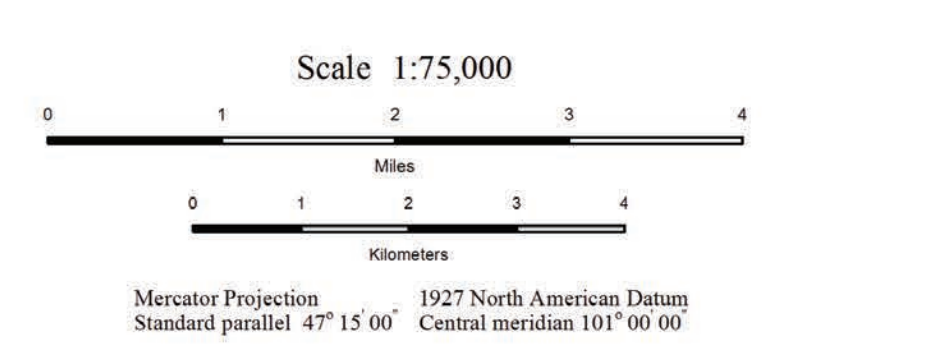 Scale 1:75,000
0 1 2 3 4
Miles
0 1 2 3 4
Kilometers
Mercator Projection 1927 North American Datum
Standard parallel 47° 15' 00" Central meridian 101° 00' 00"